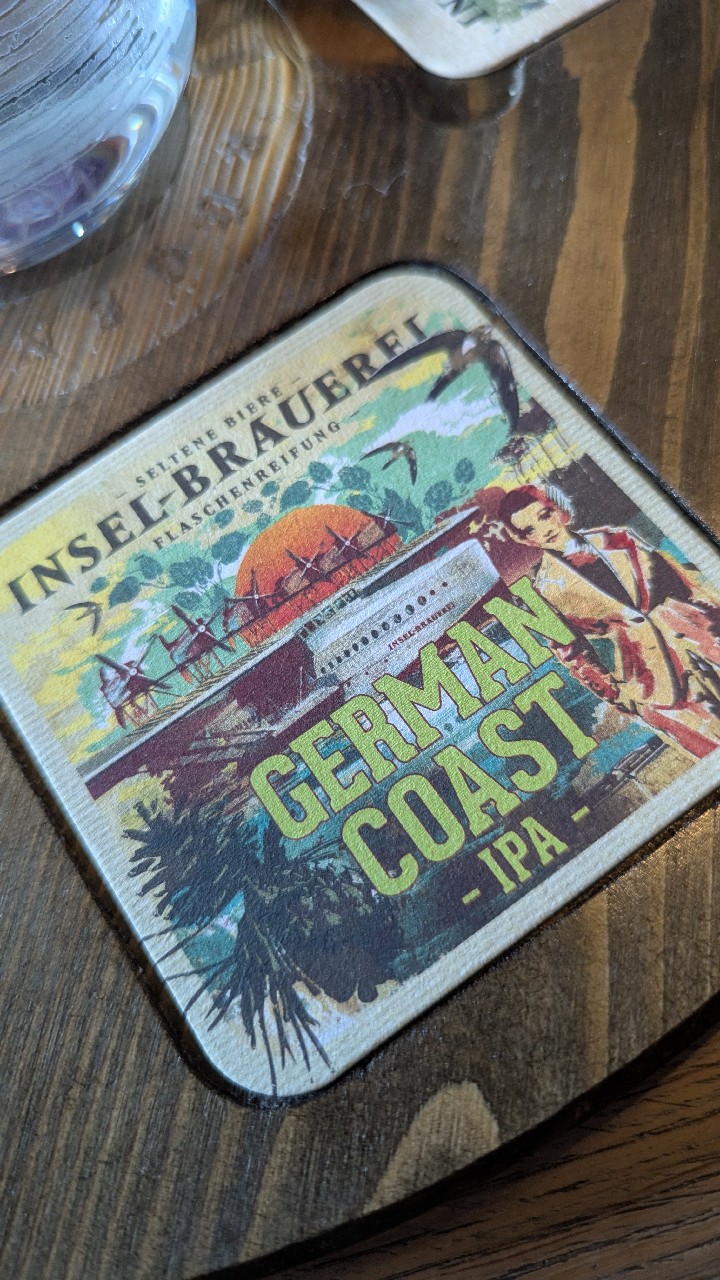 - SELTENE BIERE -
INSEL-BRAUEREI
FLASCHENREIFUNG
INSEL-BRAUEREI
GERMAN
COAST
- IPA -